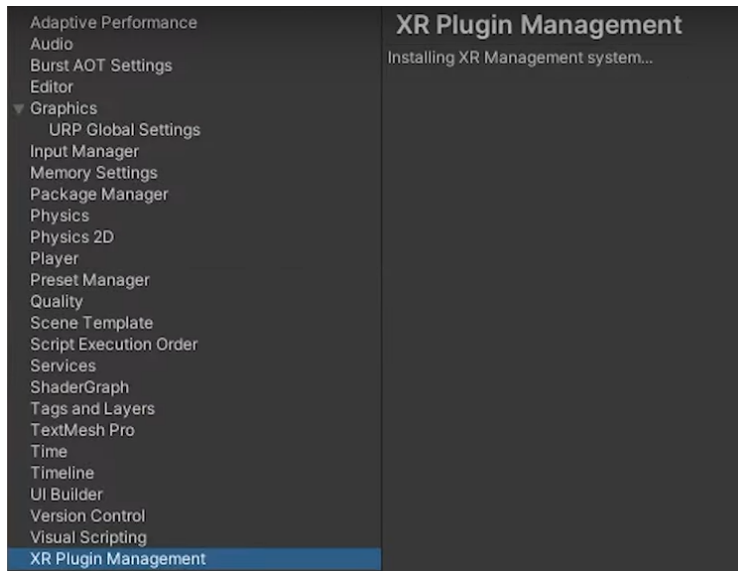 Adaptive Performance
Audio
Burst AOT Settings
Editor
Graphics
URP Global Settings
Input Manager
Memory Settings
Package Manager
Physics
Physics 2D
Player
Preset Manager
Quality
Scene Template
Script Execution Order
Services
ShaderGraph
Tags and Layers
TextMesh Pro
Time
Timeline
UI Builder
Version Control
Visual Scripting
XR Plugin Management
XR Plugin Management
Installing XR Management system...